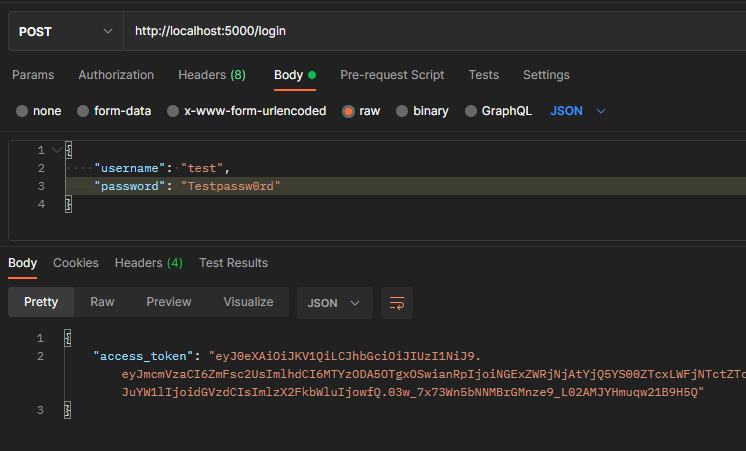 POST http://localhost:5000/login
Params Authorization Headers (8) Body Pre-request Script Tests Settings
none form-data x-www-form-urlencoded raw binary GraphQL JSON
1 {
2 "username": "test",
3 "password": "Testpassw0rd"
4 }
Body Cookies Headers (4) Test Results
Pretty Raw Preview Visualize JSON
1 {
2 "access_token": "eyJ0eXAiOiJKV1QiLCJhbGciOiJIUzI1NiJ9.
eyJmcmVzaCI6ZmFsc2UsImlhdCI6MTYzODA5OTgxOSwianRpIjoiNGExZWRjNjAtYjQ5YS00ZTcxLWFjNTctZTc
JuYW1lIjoidGVzdCIsImlzX2FkbWluIjowfQ.03w_7x73Wn5bNNMBrGMnze9_L02AMJYHmuqw21B9H5Q"
3 }